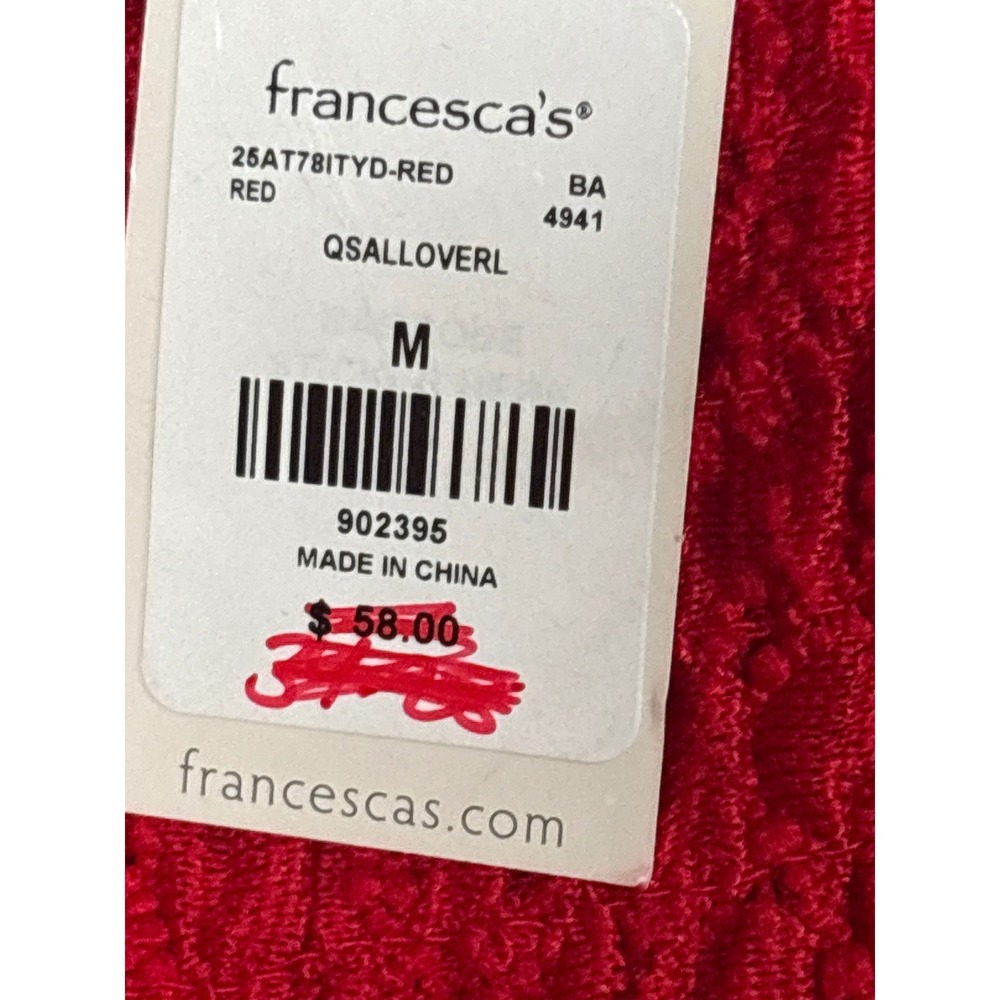 francesca's®
25AT78ITYD-RED BA
RED 4941
QSALLOVERL
M
902395
MADE IN CHINA
$ 58.00
francescas.com